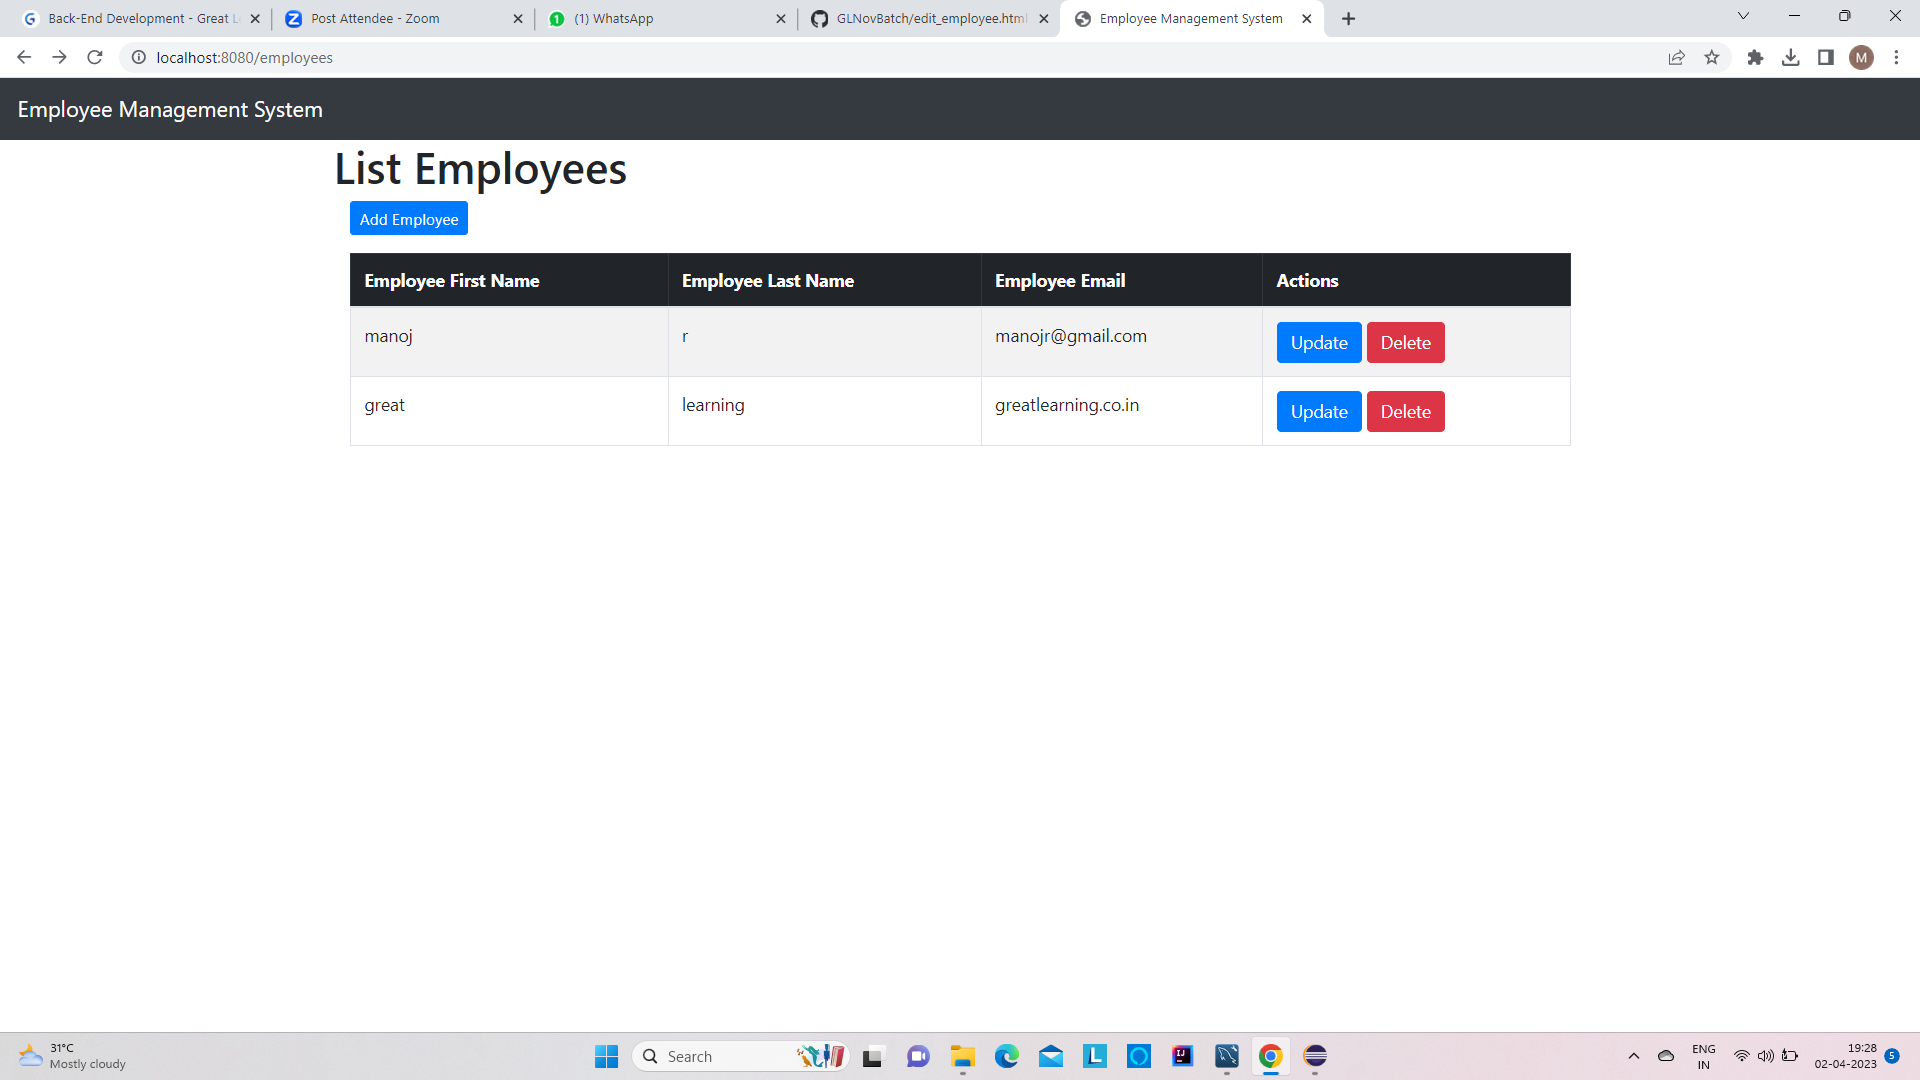 Back-End Development - Great L
Post Attendee - Zoom
(1) WhatsApp
GLNovBatch/edit_employee.html
Employee Management System
localhost:8080/employees
M
Employee Management System
List Employees
Add Employee
Employee First Name Employee Last Name Employee Email Actions
manoj r manojr@gmail.com Update Delete
great learning greatlearning.co.in Update Delete
31°C
Mostly cloudy
Search
ENG
IN
19:28
02-04-2023
5